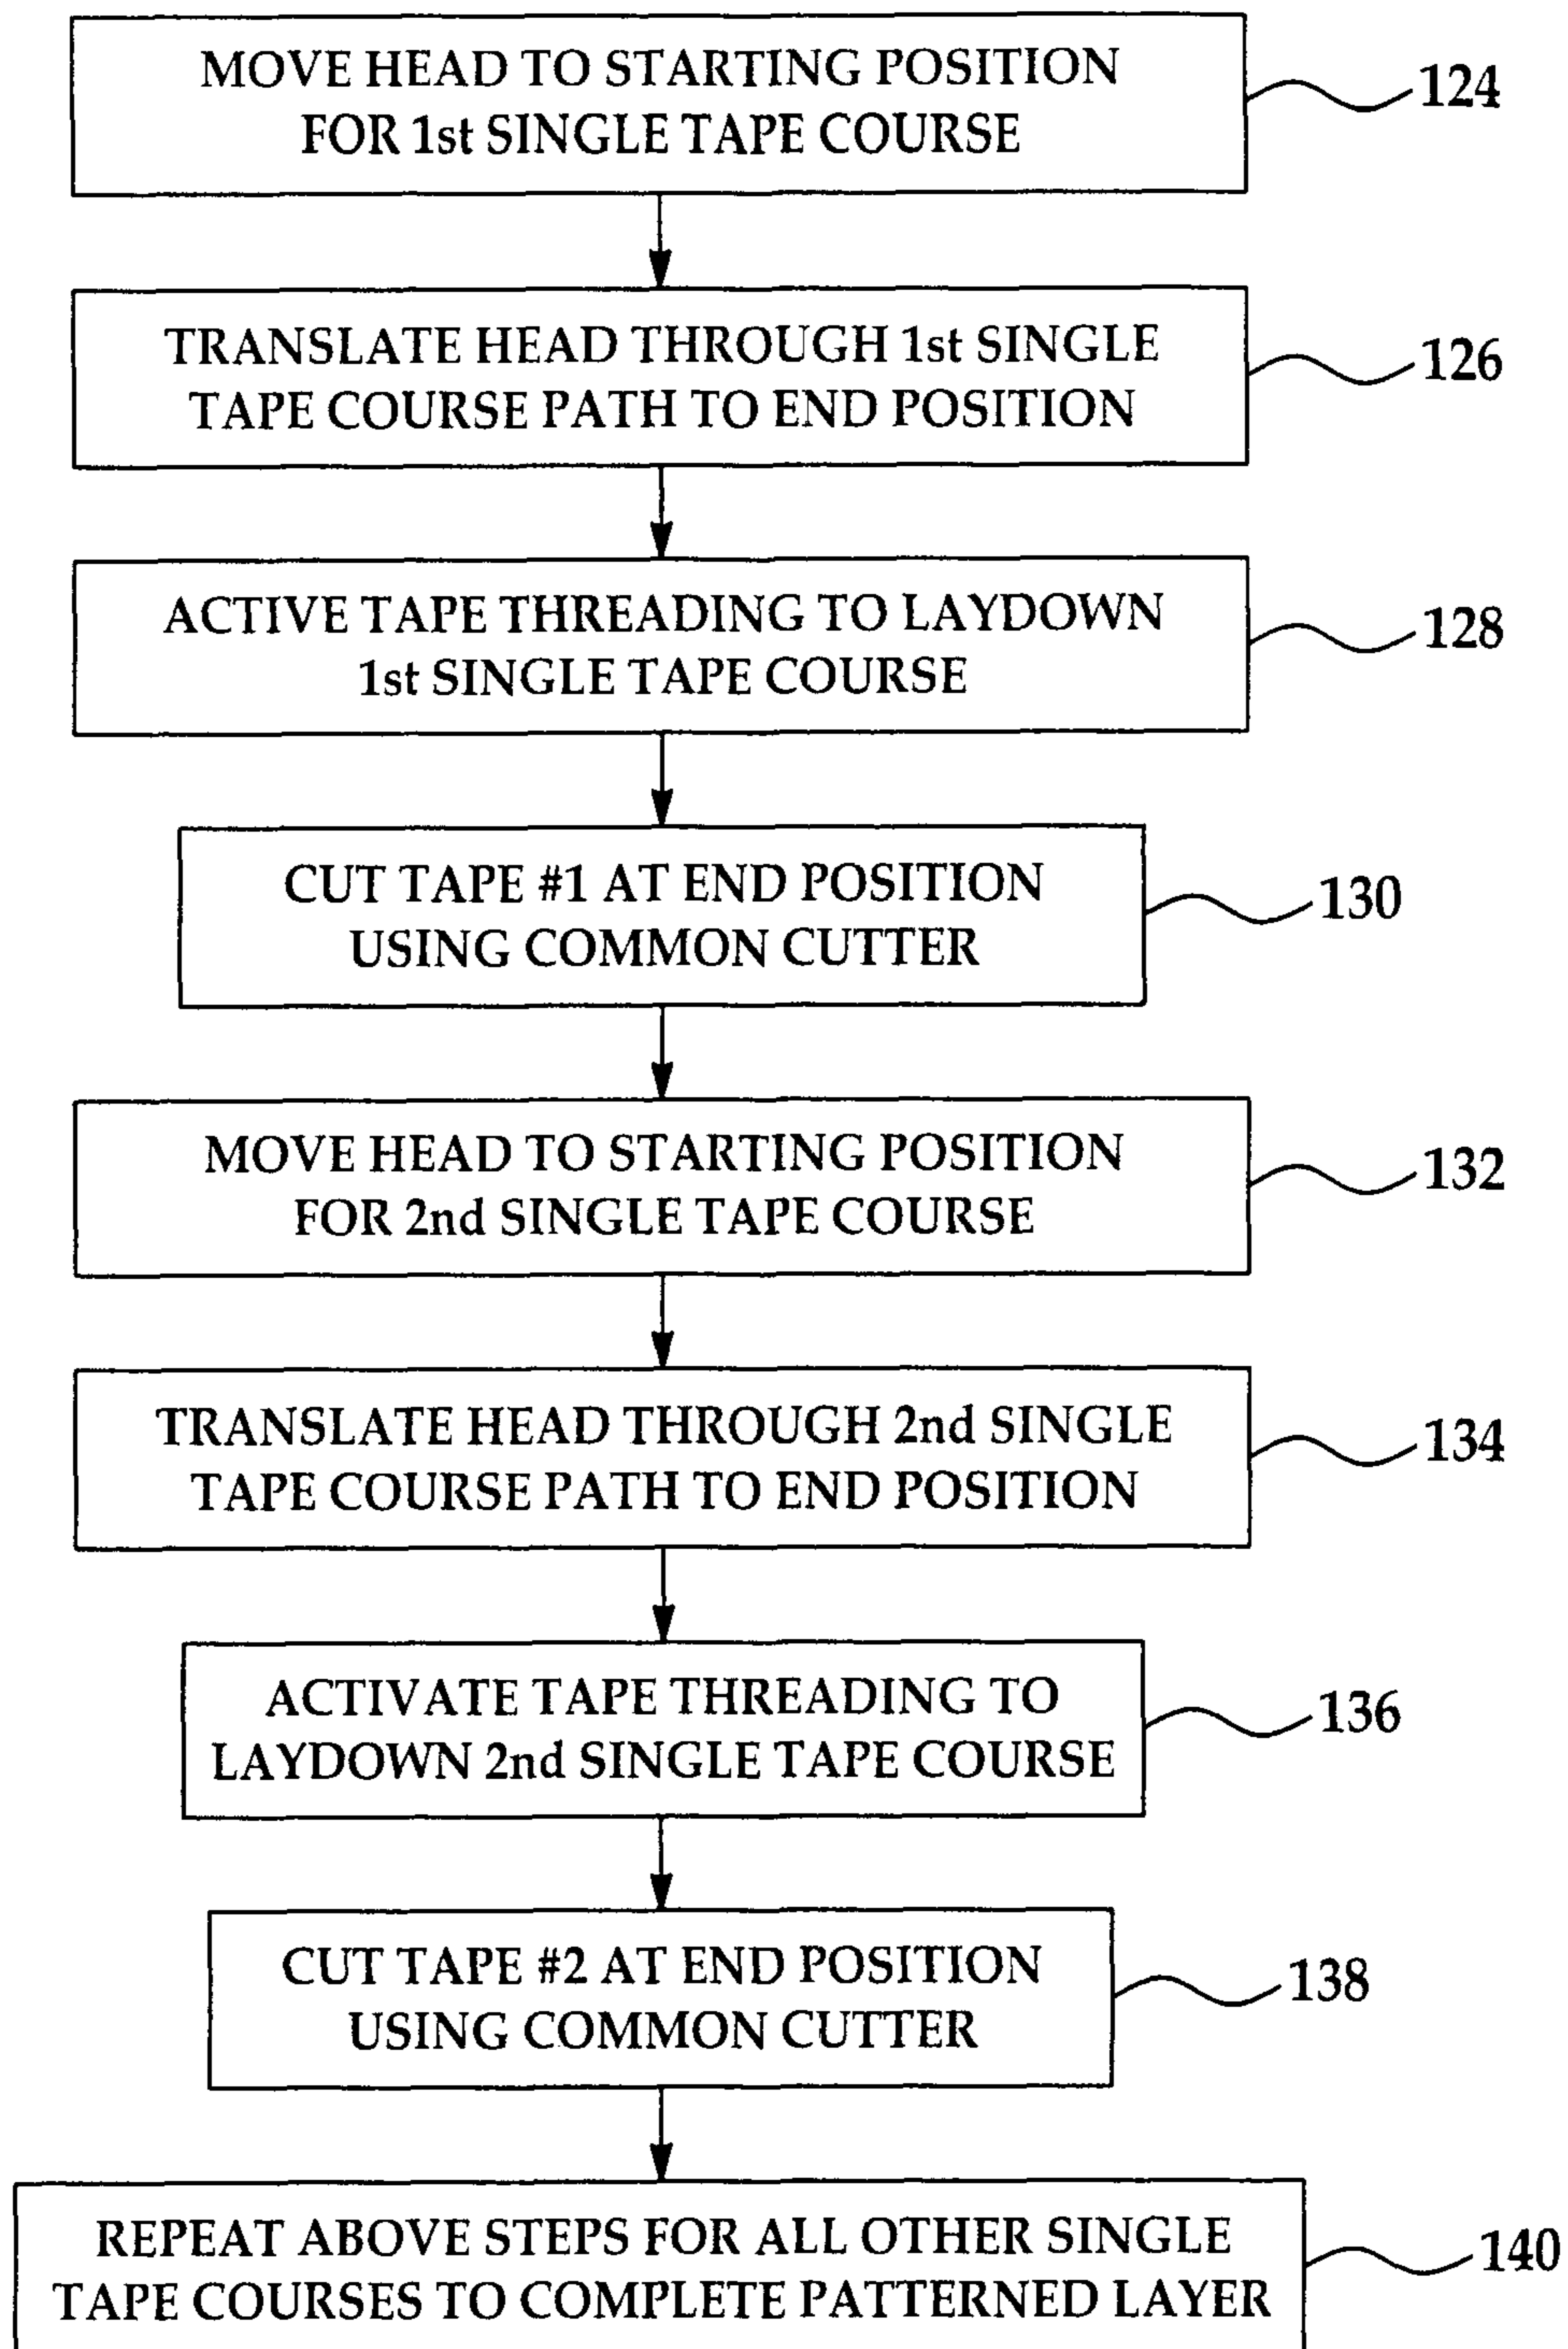 MOVE HEAD TO STARTING POSITION
FOR 1st SINGLE TAPE COURSE
124
TRANSLATE HEAD THROUGH 1st SINGLE
TAPE COURSE PATH TO END POSITION
126
ACTIVE TAPE THREADING TO LAYDOWN
1st SINGLE TAPE COURSE
128
CUT TAPE #1 AT END POSITION
USING COMMON CUTTER
130
MOVE HEAD TO STARTING POSITION
FOR 2nd SINGLE TAPE COURSE
132
TRANSLATE HEAD THROUGH 2nd SINGLE
TAPE COURSE PATH TO END POSITION
134
ACTIVATE TAPE THREADING TO
LAYDOWN 2nd SINGLE TAPE COURSE
136
CUT TAPE #2 AT END POSITION
USING COMMON CUTTER
138
REPEAT ABOVE STEPS FOR ALL OTHER SINGLE
TAPE COURSES TO COMPLETE PATTERNED LAYER
140